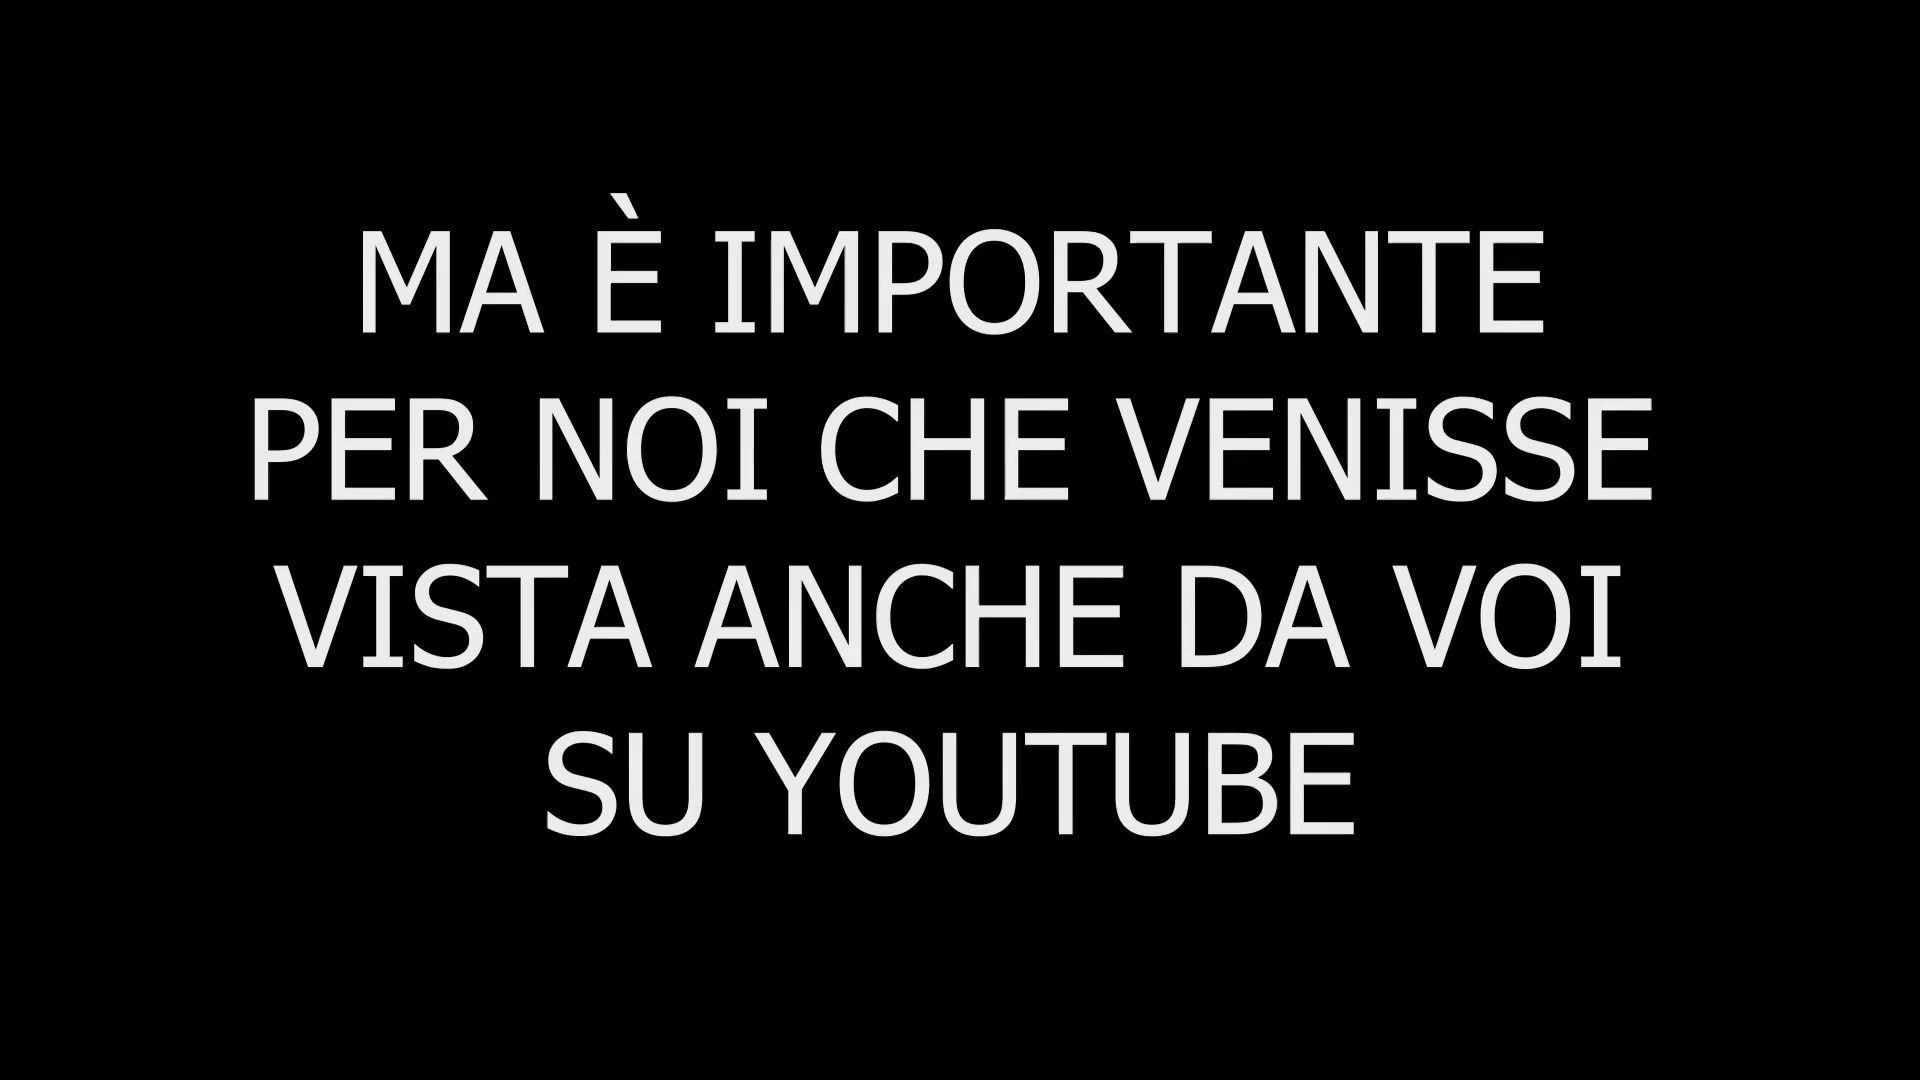 MA È IMPORTANTE
PER NOI CHE VENISSE
VISTA ANCHE DA VOI
SU YOUTUBE